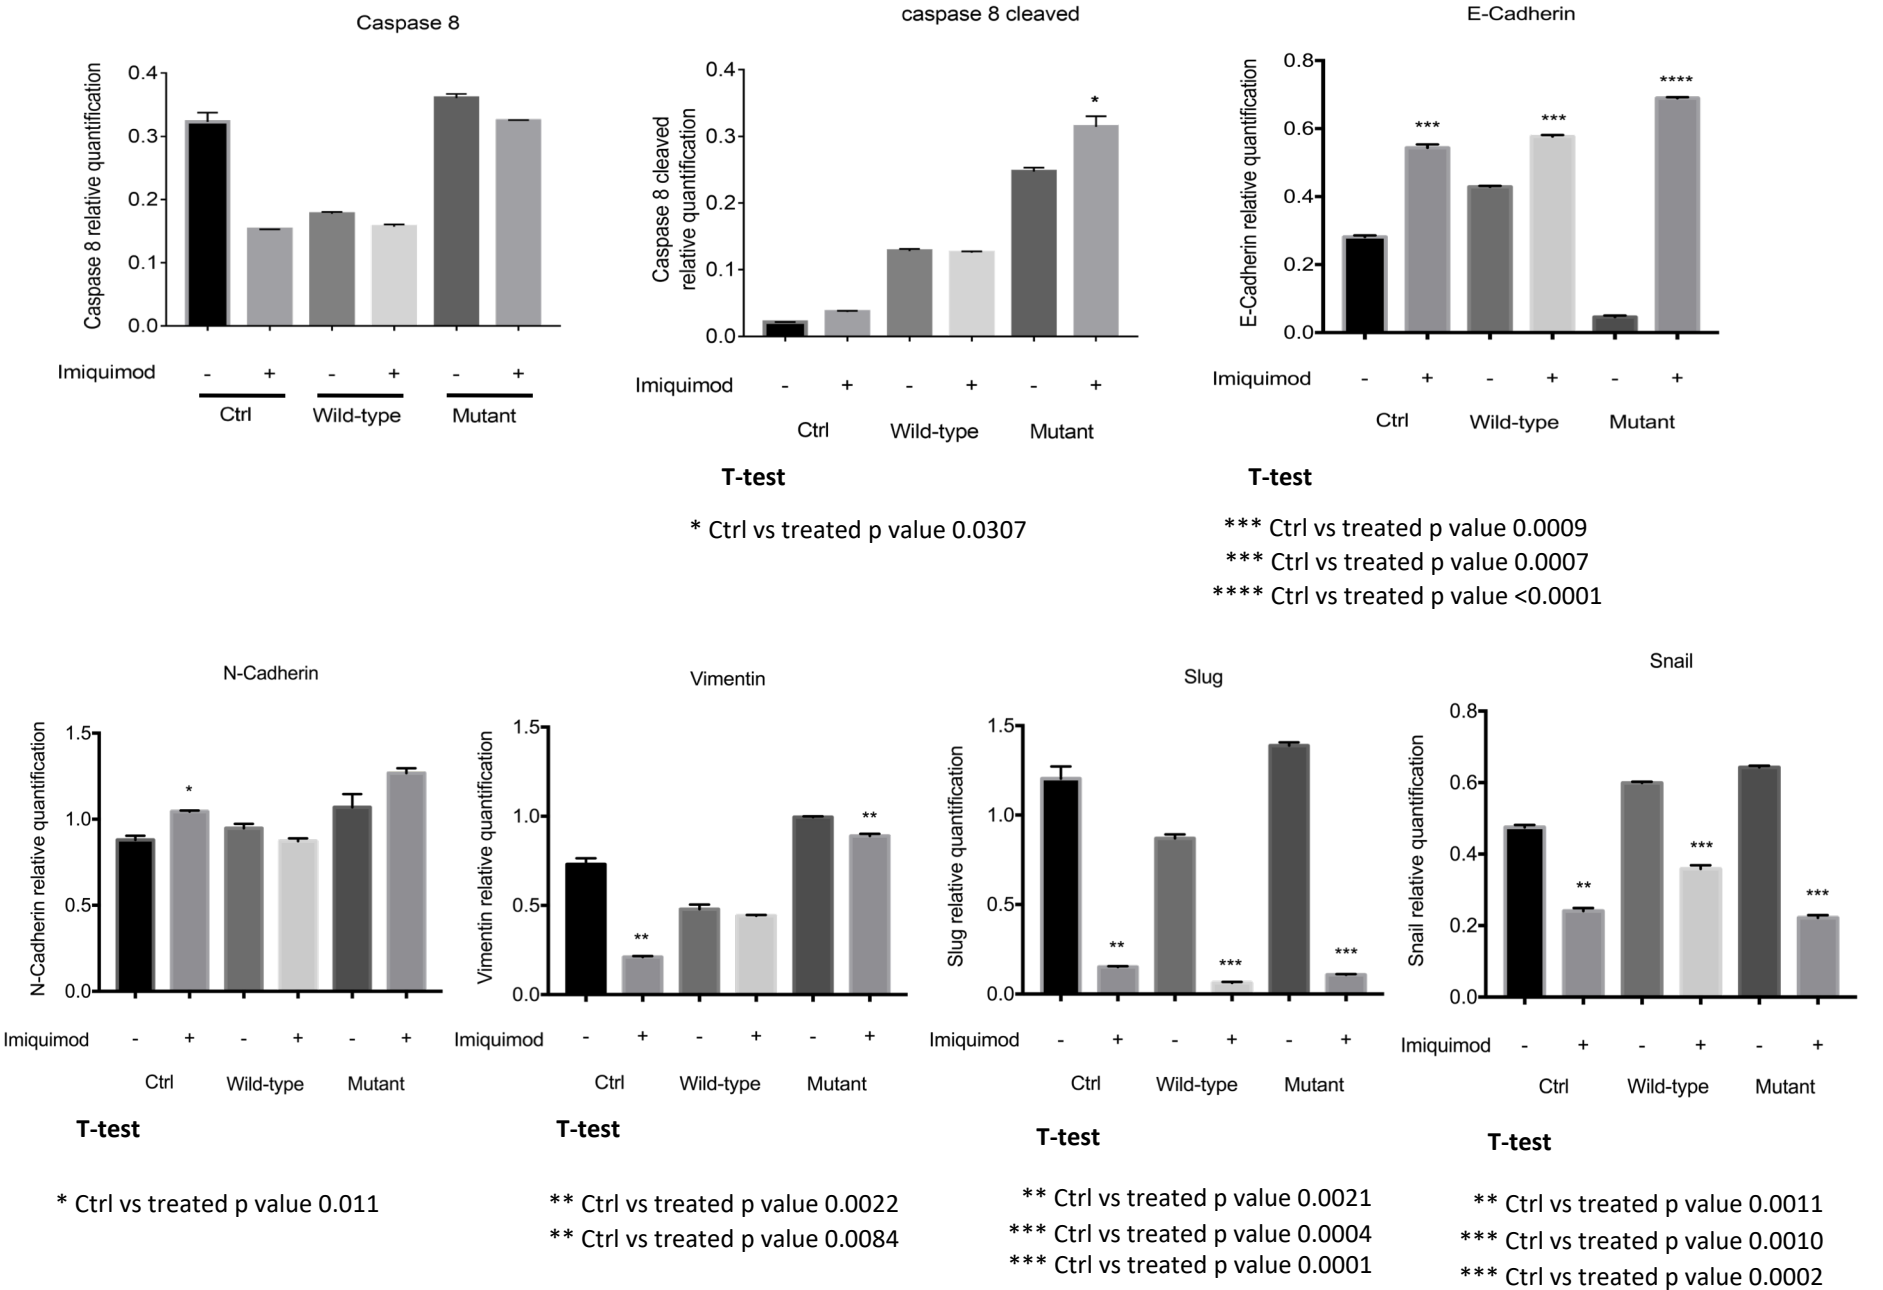 Caspase 8
Caspase 8 relative quantification
0.4
0.3
0.2
0.1
0.0
Imiquimod - + - + - +
Ctrl Wild-type Mutant
caspase 8 cleaved
Caspase 8 cleaved
relative quantification
0.4
0.3
0.2
0.1
0.0
*
Imiquimod - + - + - +
Ctrl Wild-type Mutant
T-test
* Ctrl vs treated p value 0.0307
E-Cadherin
E-Cadherin relative quantification
0.8
0.6
0.4
0.2
0.0
*** *** ****
Imiquimod - + - + - +
Ctrl Wild-type Mutant
T-test
*** Ctrl vs treated p value 0.0009
*** Ctrl vs treated p value 0.0007
**** Ctrl vs treated p value <0.0001
N-Cadherin
N-Cadherin relative quantification
1.5
1.0
0.5
0.0
*
Imiquimod - + - + - +
Ctrl Wild-type Mutant
T-test
* Ctrl vs treated p value 0.011
Vimentin
Vimentin relative quantification
1.5
1.0
0.5
0.0
** **
Imiquimod - + - + - +
Ctrl Wild-type Mutant
T-test
** Ctrl vs treated p value 0.0022
** Ctrl vs treated p value 0.0084
Slug
Slug relative quantification
1.5
1.0
0.5
0.0
** *** ***
Imiquimod - + - + - +
Ctrl Wild-type Mutant
T-test
** Ctrl vs treated p value 0.0021
*** Ctrl vs treated p value 0.0004
*** Ctrl vs treated p value 0.0001
Snail
Snail relative quantification
0.8
0.6
0.4
0.2
0.0
** *** ***
Imiquimod - + - + - +
Ctrl Wild-type Mutant
T-test
** Ctrl vs treated p value 0.0011
*** Ctrl vs treated p value 0.0010
*** Ctrl vs treated p value 0.0002